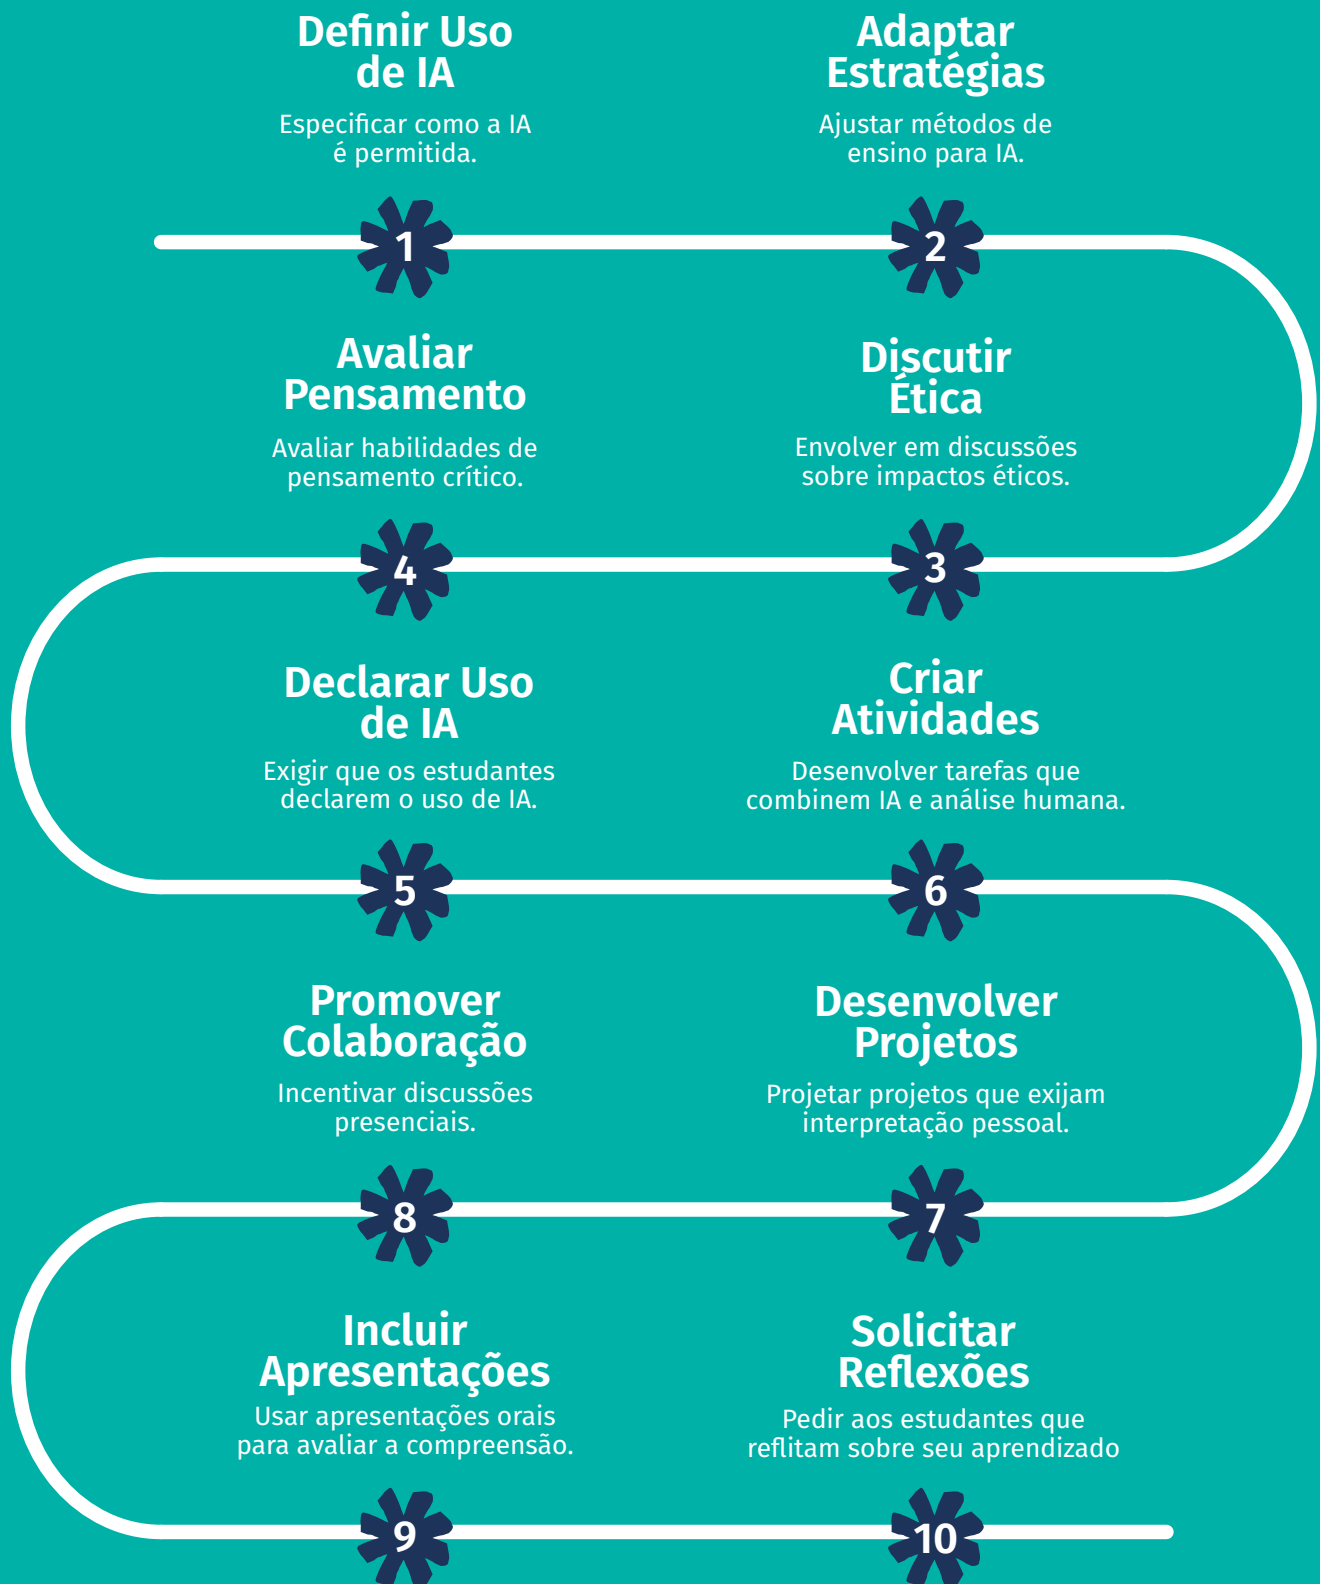 Definir Uso
de IA
Especificar como a IA
é permitida.
1
Adaptar
Estratégias
Ajustar métodos de
ensino para IA.
2
Discutir
Ética
Envolver em discussões
sobre impactos éticos.
3
Avaliar
Pensamento
Avaliar habilidades de
pensamento crítico.
4
Declarar Uso
de IA
Exigir que os estudantes
declarem o uso de IA.
5
Criar
Atividades
Desenvolver tarefas que
combinem IA e análise humana.
6
Desenvolver
Projetos
Projetar projetos que exijam
interpretação pessoal.
7
Promover
Colaboração
Incentivar discussões
presenciais.
8
Incluir
Apresentações
Usar apresentações orais
para avaliar a compreensão.
9
Solicitar
Reflexões
Pedir aos estudantes que
reflitam sobre seu aprendizado
10